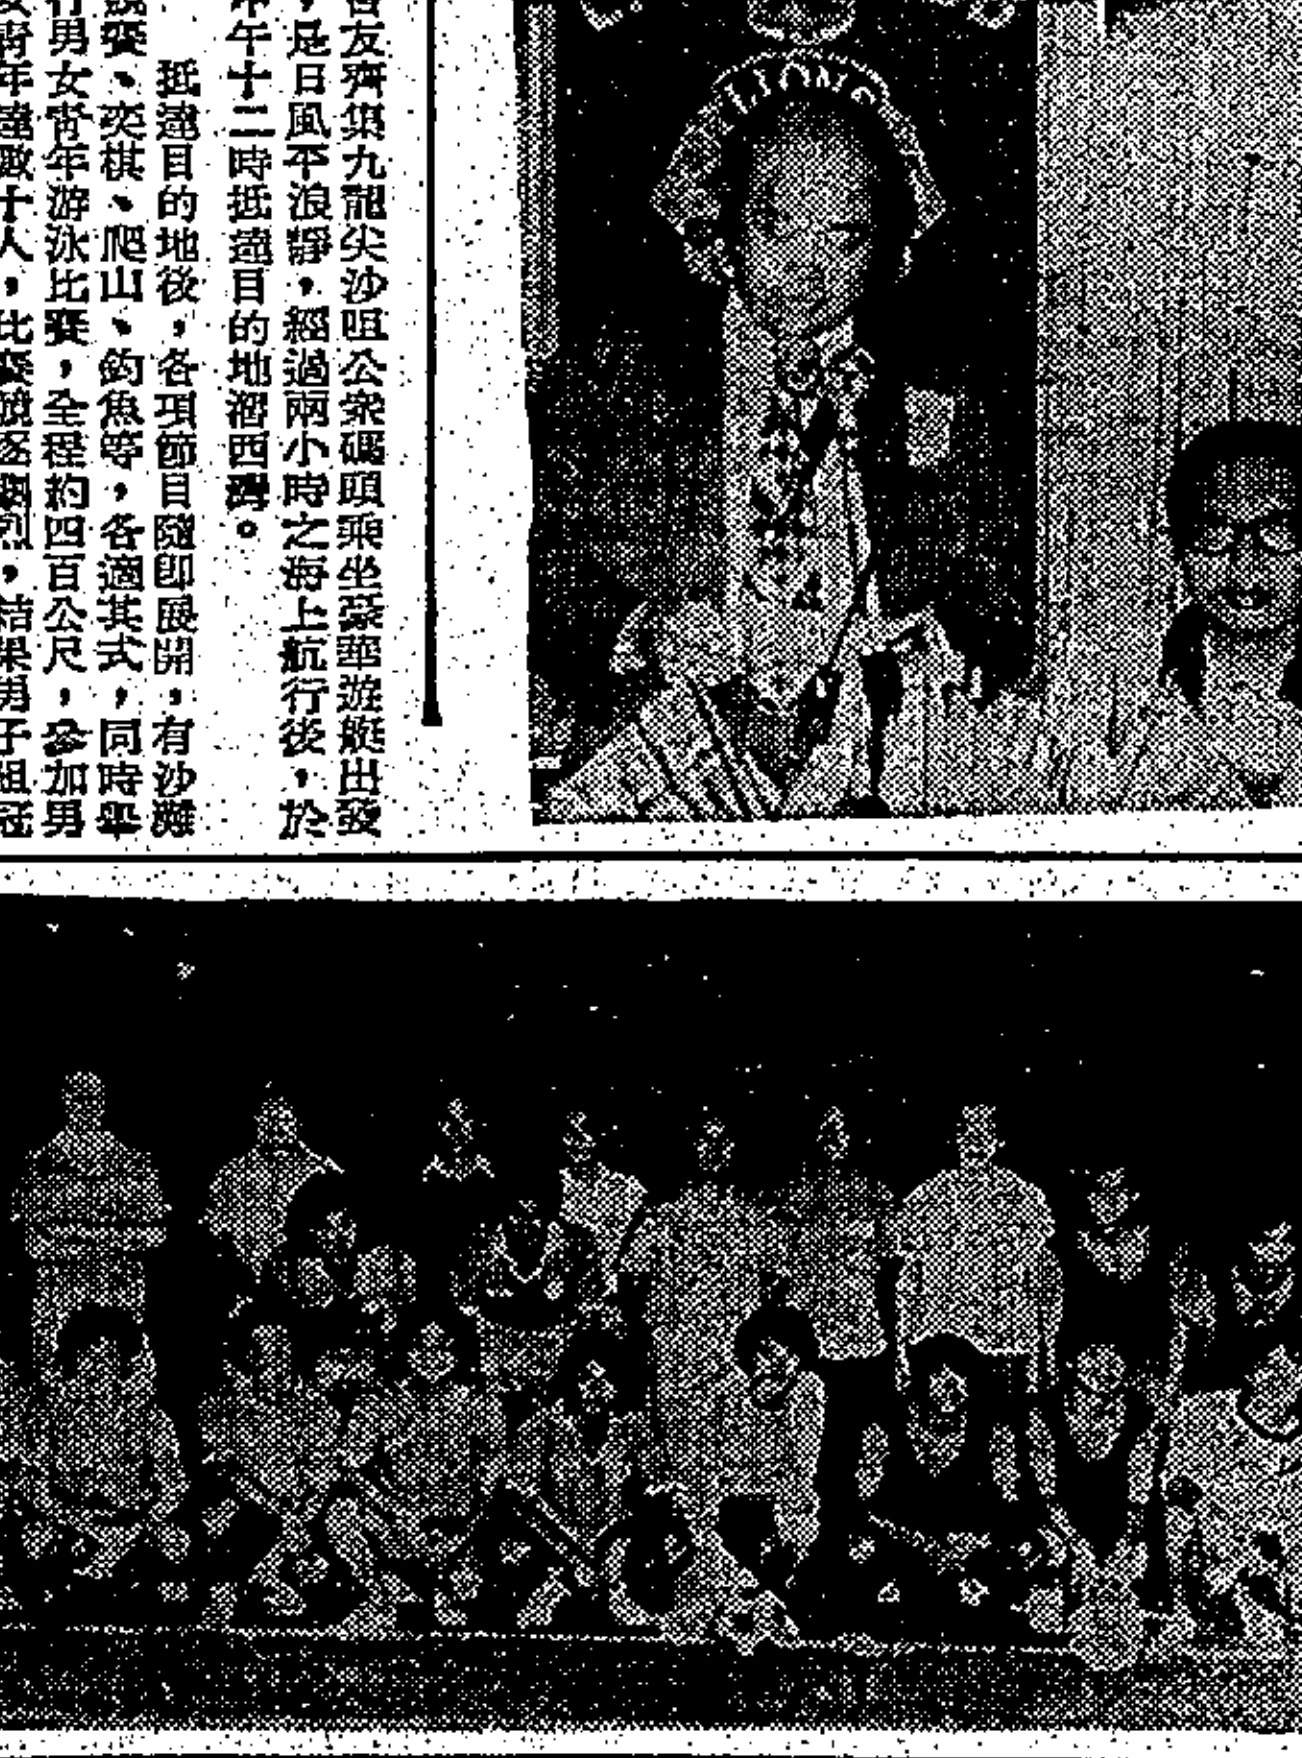 友齊集九龍尖沙咀公衆碼頭乘坐豪華遊艇出發
，是日風平浪靜，經過兩小時之海上航行後，於
午十二時抵達目的地滘西灣。
抵達目的地後，各項節目隨即展開，有沙灘
競賽、奕棋、爬山、釣魚等，各適其式，同時舉
行男女青年游泳比賽，全程約四百公尺，參加男
女青年達數十人，比賽競逐劇烈，結果男子組冠
LIONS